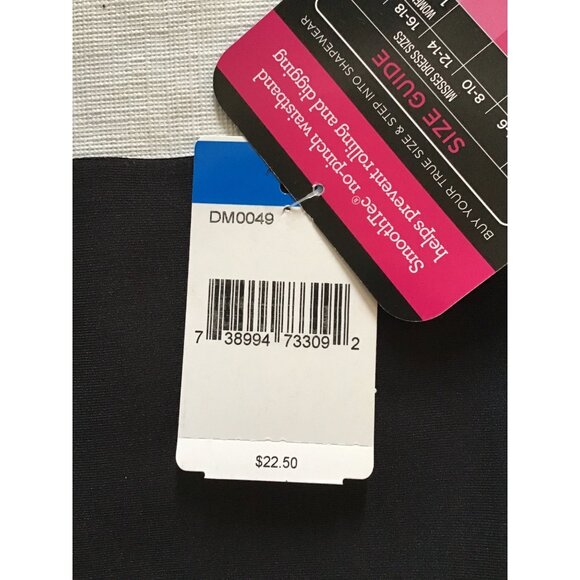 DM0049
7 38994 73309 2
$22.50
SmoothTec® no-pinch waistband
helps prevent rolling and digging
BUY YOUR TRUE SIZE & STEP INTO SHAPEWEAR
SIZE GUIDE
MISSES DRESS SIZES
8-10
12-14
16-18